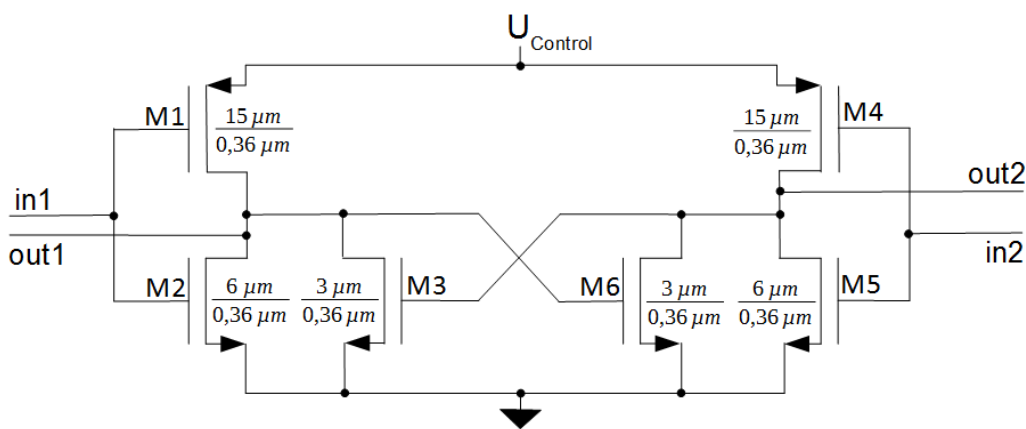 U Control
M1
15 µm
0,36 µm
15 µm
0,36 µm
M4
in1
out1
out2
in2
M2
6 µm
0,36 µm
3 µm
0,36 µm
M3
M6
3 µm
0,36 µm
6 µm
0,36 µm
M5